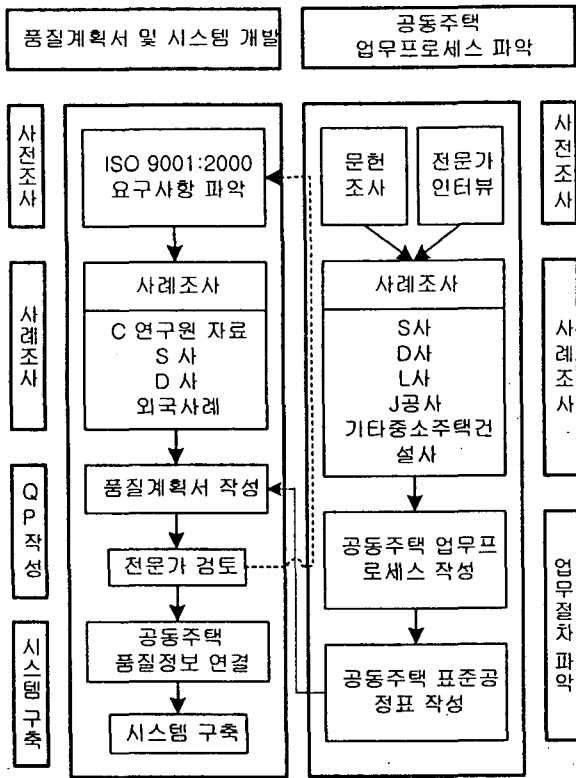 품질계획서 및 시스템 개발
공동주택
업무프로세스 파악
사전조사
ISO 9001:2000
요구사항 파악
문헌
조사
전문가
인터뷰
사전조사
사례조사
사례조사
C 연구원 자료
S 사
D 사
외국사례
사례조사
S사
D사
L사
J공사
기타중소주택건
설사
사례조사
QP작성
품질계획서 작성
전문가 검토
공동주택 업무프
로세스 작성
업무절차 파악
시스템 구축
공동주택
품질정보 연결
시스템 구축
공동주택 표준공
정표 작성